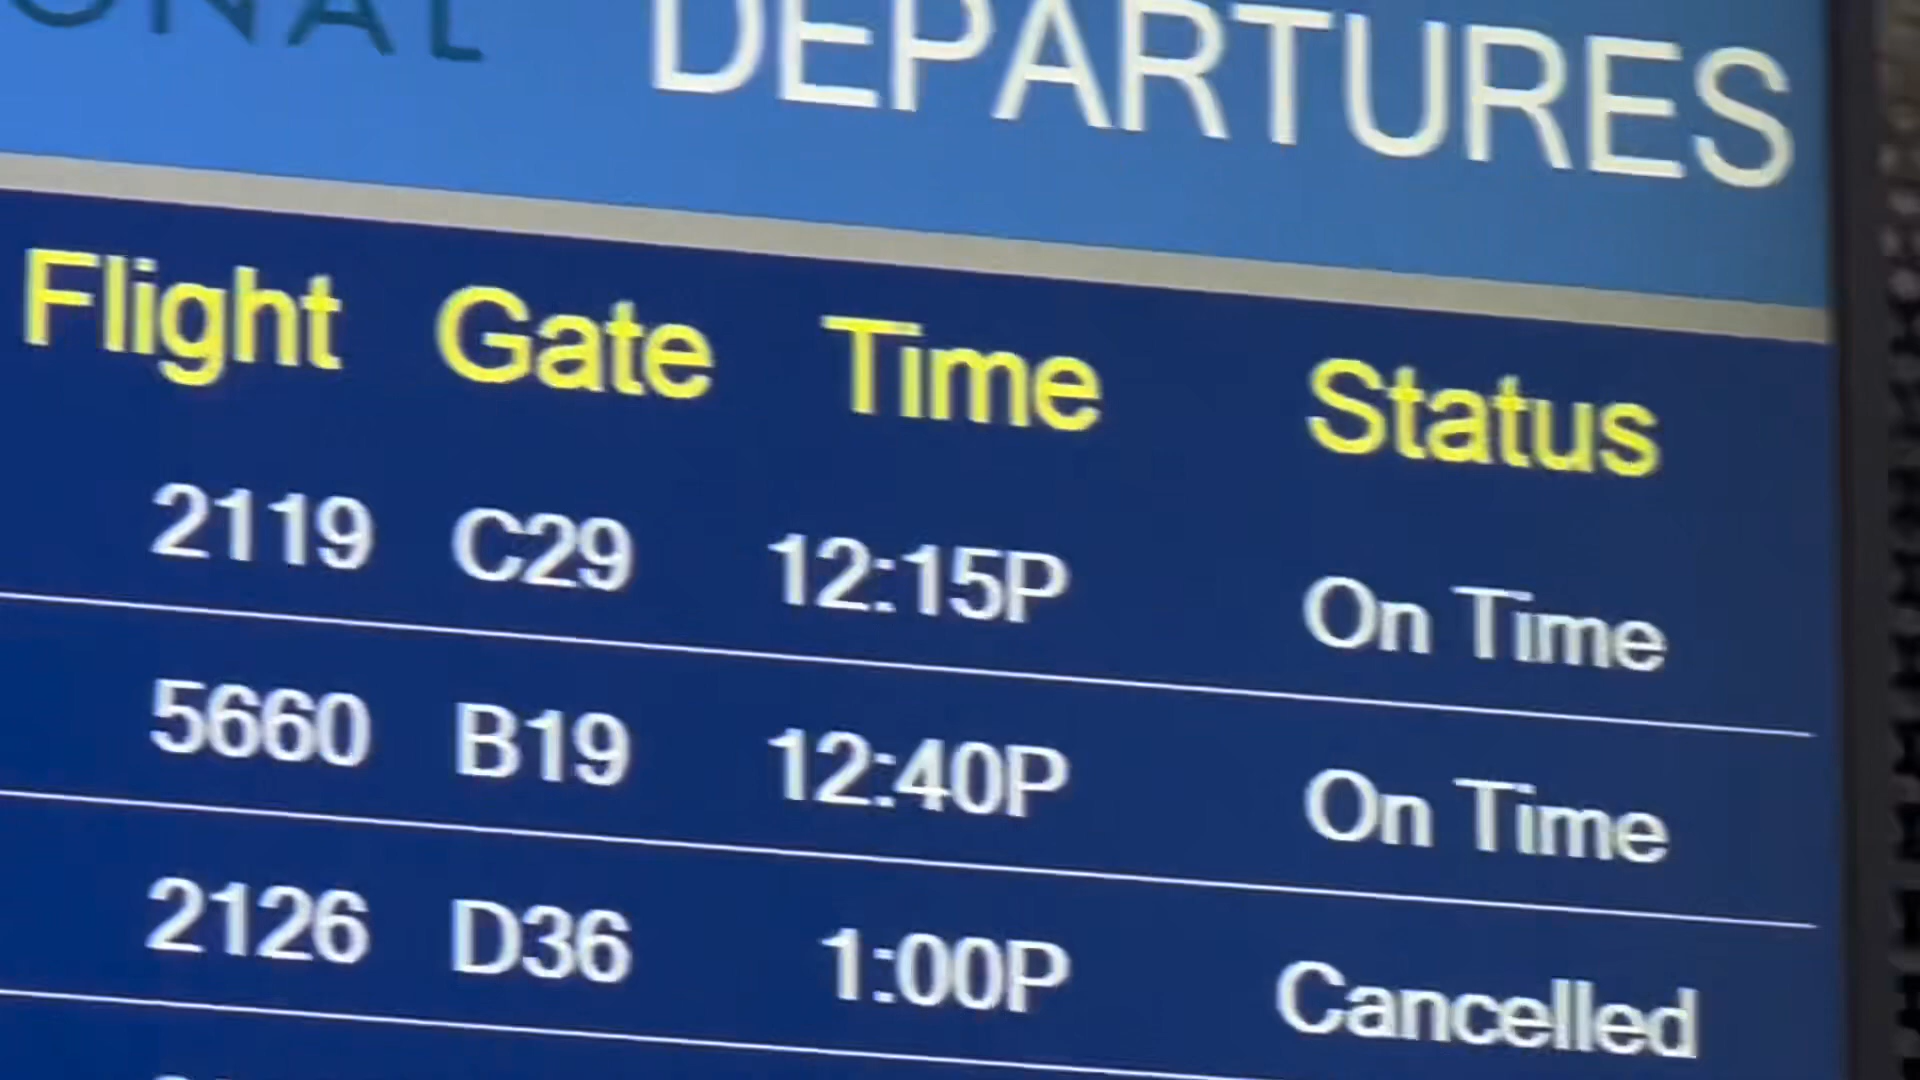 ONAL DEPARTURES
Flight Gate Time Status
2119 C29 12:15P On Time
5660 B19 12:40P On Time
2126 D36 1:00P Cancelled